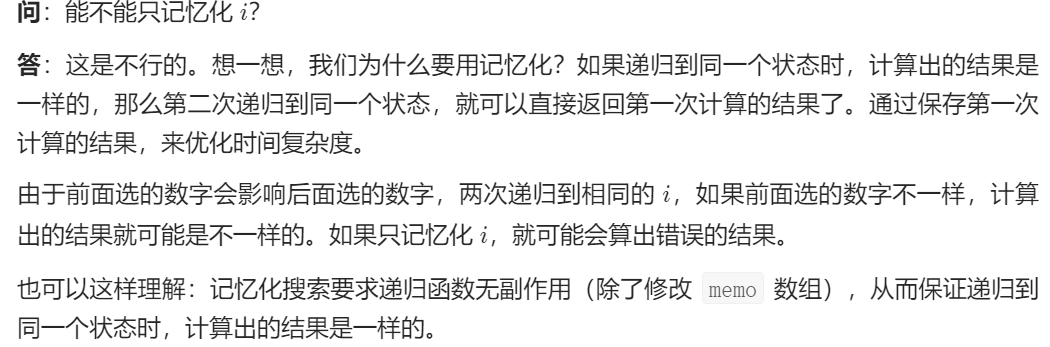 问：能不能只记忆化 i？
答：这是不行的。想一想，我们为什么要用记忆化？如果递归到同一个状态时，计算出的结果是
一样的，那么第二次递归到同一个状态，就可以直接返回第一次计算的结果了。通过保存第一次
计算的结果，来优化时间复杂度。
由于前面选的数字会影响后面选的数字，两次递归到相同的 i，如果前面选的数字不一样，计算
出的结果就可能是不一样的。如果只记忆化 i，就可能会算出错误的结果。
也可以这样理解：记忆化搜索要求递归函数无副作用（除了修改 memo 数组），从而保证递归到
同一个状态时，计算出的结果是一样的。